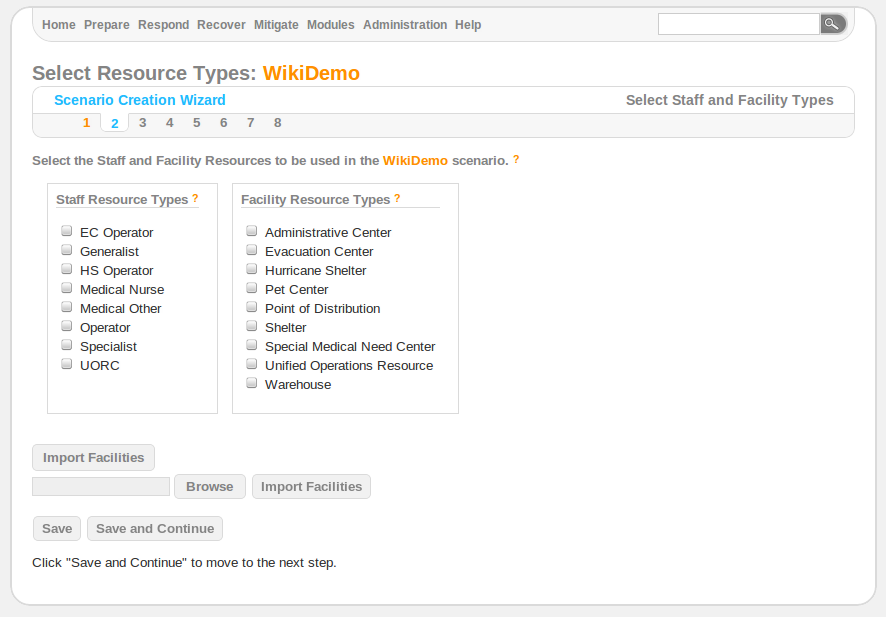 Home Prepare Respond Recover Mitigate Modules Administration Help
Select Resource Types: WikiDemo
Scenario Creation Wizard Select Staff and Facility Types
1 2 3 4 5 6 7 8
Select the Staff and Facility Resources to be used in the WikiDemo scenario. ?
Staff Resource Types ?
EC Operator
Generalist
HS Operator
Medical Nurse
Medical Other
Operator
Specialist
UORC
Facility Resource Types ?
Administrative Center
Evacuation Center
Hurricane Shelter
Pet Center
Point of Distribution
Shelter
Special Medical Need Center
Unified Operations Resource
Warehouse
Import Facilities
Browse Import Facilities
Save Save and Continue
Click "Save and Continue" to move to the next step.